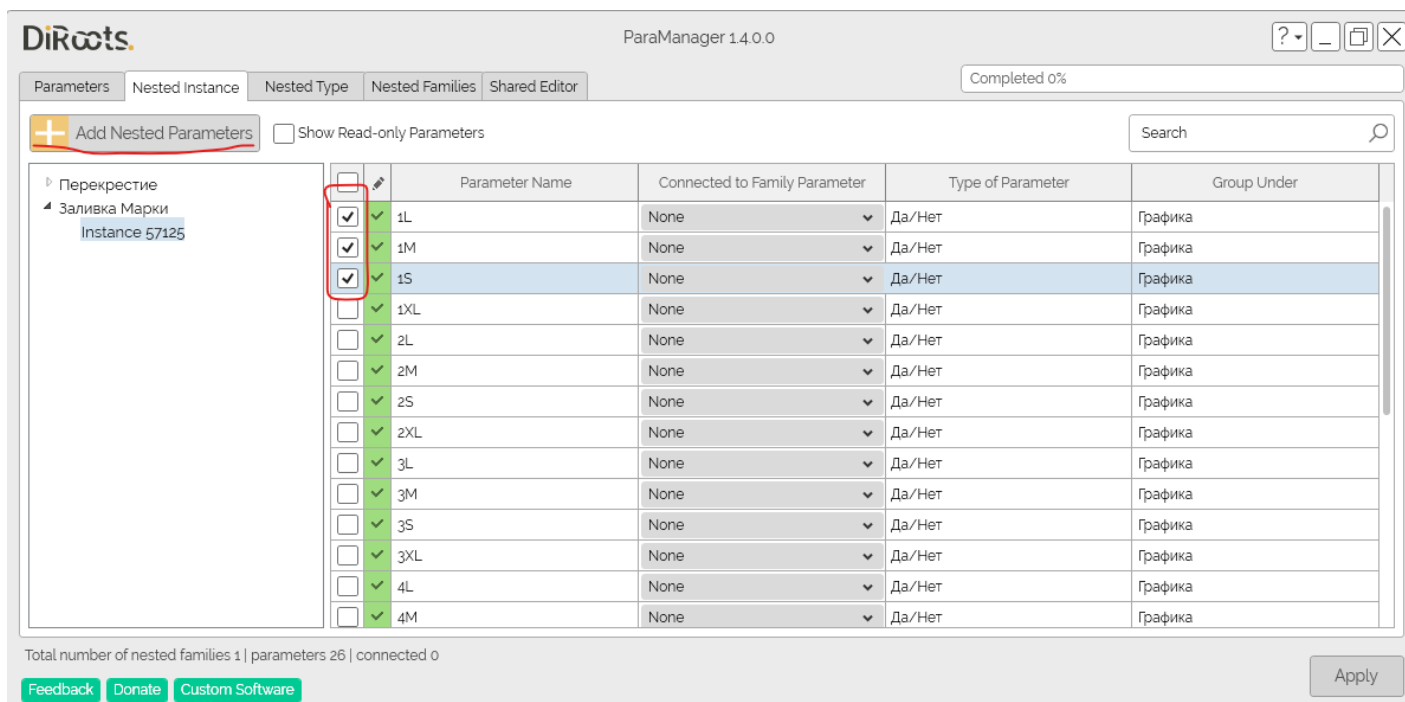 DiRoots.
ParaManager 1.4.0.0
?
Parameters Nested Instance Nested Type Nested Families Shared Editor
Completed 0%
Add Nested Parameters Show Read-only Parameters
Search
Перекрестие
Заливка Марки
Instance 57125
Parameter Name Connected to Family Parameter Type of Parameter Group Under
1L None Да/Нет Графика
1M None Да/Нет Графика
1S None Да/Нет Графика
1XL None Да/Нет Графика
2L None Да/Нет Графика
2M None Да/Нет Графика
2S None Да/Нет Графика
2XL None Да/Нет Графика
3L None Да/Нет Графика
3M None Да/Нет Графика
3S None Да/Нет Графика
3XL None Да/Нет Графика
4L None Да/Нет Графика
4M None Да/Нет Графика
Total number of nested families 1 | parameters 26 | connected 0
Feedback Donate Custom Software
Apply